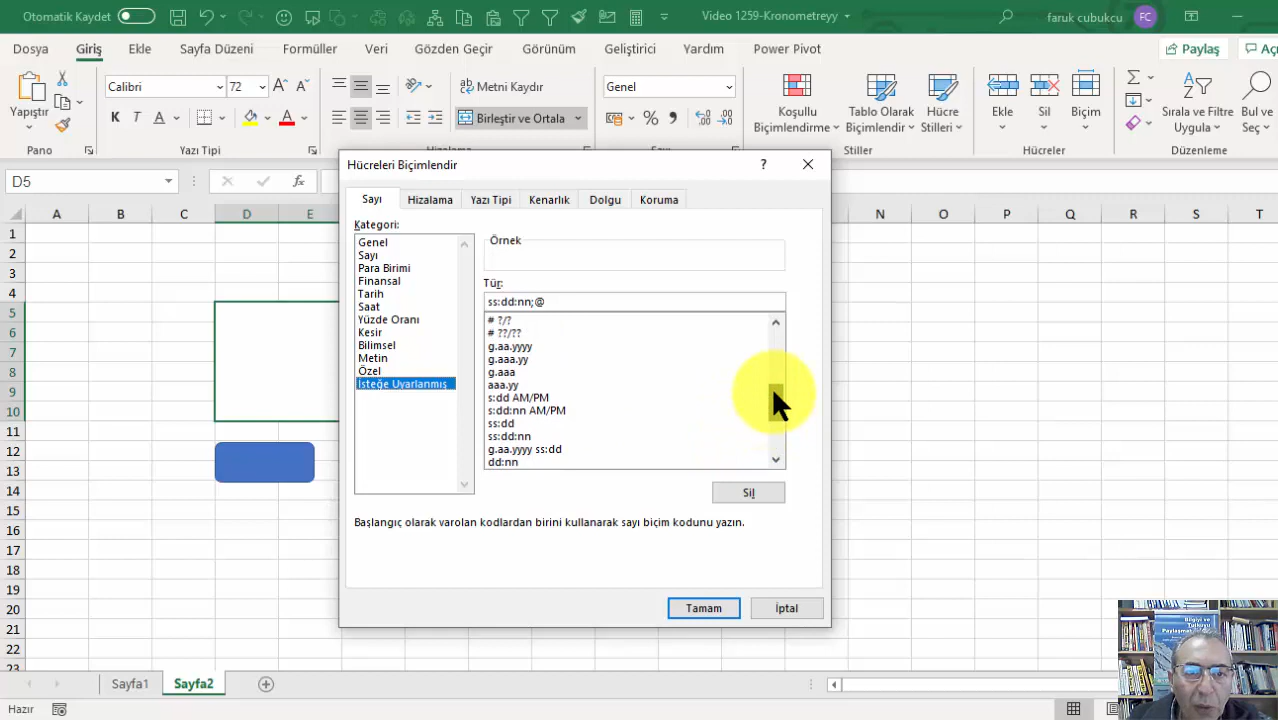 Otomatik Kaydet
Video 1259-Kronometreyy
faruk cubukcu
FC
Dosya
Giriş
Ekle
Sayfa Düzeni
Formüller
Veri
Gözden Geçir
Görünüm
Geliştirici
Yardım
Power Pivot
Paylaş
Yapıştır
Calibri
72
K T A
Metni Kaydır
Birleştir ve Ortala
Genel
Koşullu
Biçimlendirme
Tablo Olarak
Biçimlendir
Hücre
Stilleri
Ekle
Sil
Biçim
Sırala ve Filtre
Uygula
Bul ve
Seç
Pano
Yazı Tipi
Hizalama
Stiller
Hücreler
Düzenleme
D5
fx
A B C D E N O P Q R S T
1
2
3
4
5
6
7
8
9
10
11
12
13
14
15
16
17
18
19
20
21
22
23
Hücreleri Biçimlendir
?
Sayı
Hizalama
Yazı Tipi
Kenarlık
Dolgu
Koruma
Kategori:
Genel
Sayı
Para Birimi
Finansal
Tarih
Saat
Yüzde Oranı
Kesir
Bilimsel
Metin
Özel
İsteğe Uyarlanmış
Örnek
Tür:
ss:dd:nn;@
# ?/?
# ??/??
g.aa.yyyy
g.aaa.yy
g.aaa
aaa.yy
s:dd AM/PM
s:dd:nn AM/PM
ss:dd
ss:dd:nn
g.aa.yyyy ss:dd
dd:nn
Sil
Başlangıç olarak varolan kodlardan birini kullanarak sayı biçim kodunu yazın.
Tamam
İptal
Bilgiyi ve
Tutkuyu
Sayfa1
Sayfa2
Hazır